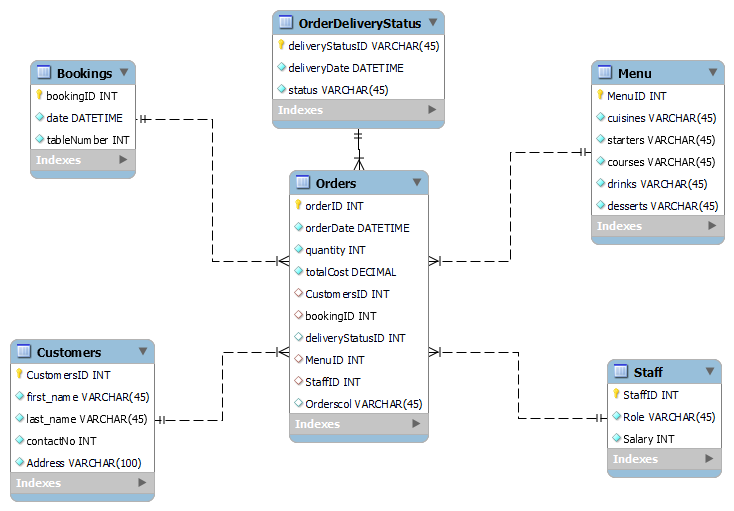 OrderDeliveryStatus
deliveryStatusID VARCHAR(45)
deliveryDate DATETIME
status VARCHAR(45)
Indexes
Bookings
bookingID INT
date DATETIME
tableNumber INT
Indexes
Menu
MenuID INT
cuisines VARCHAR(45)
starters VARCHAR(45)
courses VARCHAR(45)
drinks VARCHAR(45)
desserts VARCHAR(45)
Indexes
Orders
orderID INT
orderDate DATETIME
quantity INT
totalCost DECIMAL
CustomersID INT
bookingID INT
deliveryStatusID INT
MenuID INT
StaffID INT
Orderscol VARCHAR(45)
Indexes
Customers
CustomersID INT
first_name VARCHAR(45)
last_name VARCHAR(45)
contactNo INT
Address VARCHAR(100)
Indexes
Staff
StaffID INT
Role VARCHAR(45)
Salary INT
Indexes